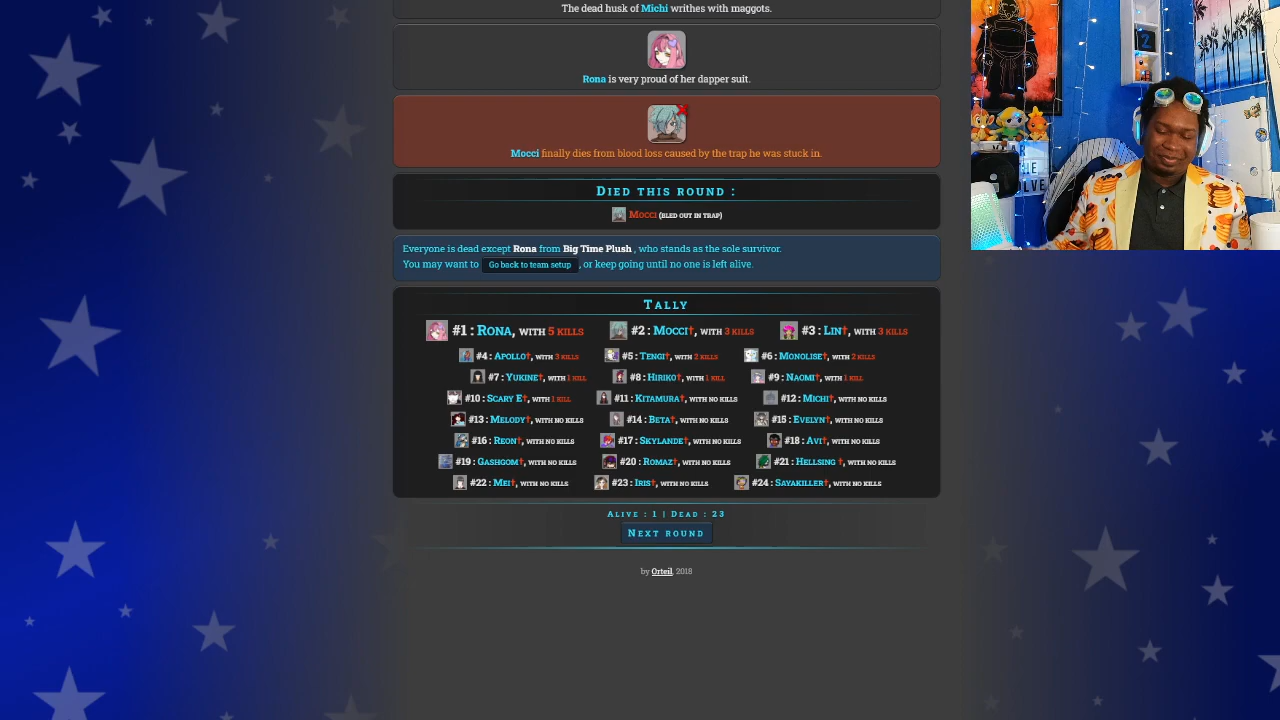 The dead husk of Michi writhes with maggots.
Rona is very proud of her dapper suit.
Mocci finally dies from blood loss caused by the trap he was stuck in.
Died this round :
Mocci (bled out in trap)
Everyone is dead except Rona from Big Time Plush , who stands as the sole survivor.
You may want to Go back to team setup , or keep going until no one is left alive.
Tally
#1 : Rona, with 5 kills #2 : Mocci†, with 3 kills #3 : Lin†, with 3 kills
#4 : Apollo†, with 3 kills #5 : Tengi†, with 2 kills #6 : Monolise†, with 2 kills
#7 : Yukine†, with 1 kill #8 : Hiriko†, with 1 kill #9 : Naomi†, with 1 kill
#10 : Scary E†, with 1 kill #11 : Kitamura†, with no kills #12 : Michi†, with no kills
#13 : Melody†, with no kills #14 : Beta†, with no kills #15 : Evelyn†, with no kills
#16 : Reon†, with no kills #17 : Skylande†, with no kills #18 : Avi†, with no kills
#19 : Gashgom†, with no kills #20 : Romaz†, with no kills #21 : Hellsing †, with no kills
#22 : Mei†, with no kills #23 : Iris†, with no kills #24 : Sayakiller†, with no kills
Alive : 1 | Dead : 23
Next round
by Orteil, 2018